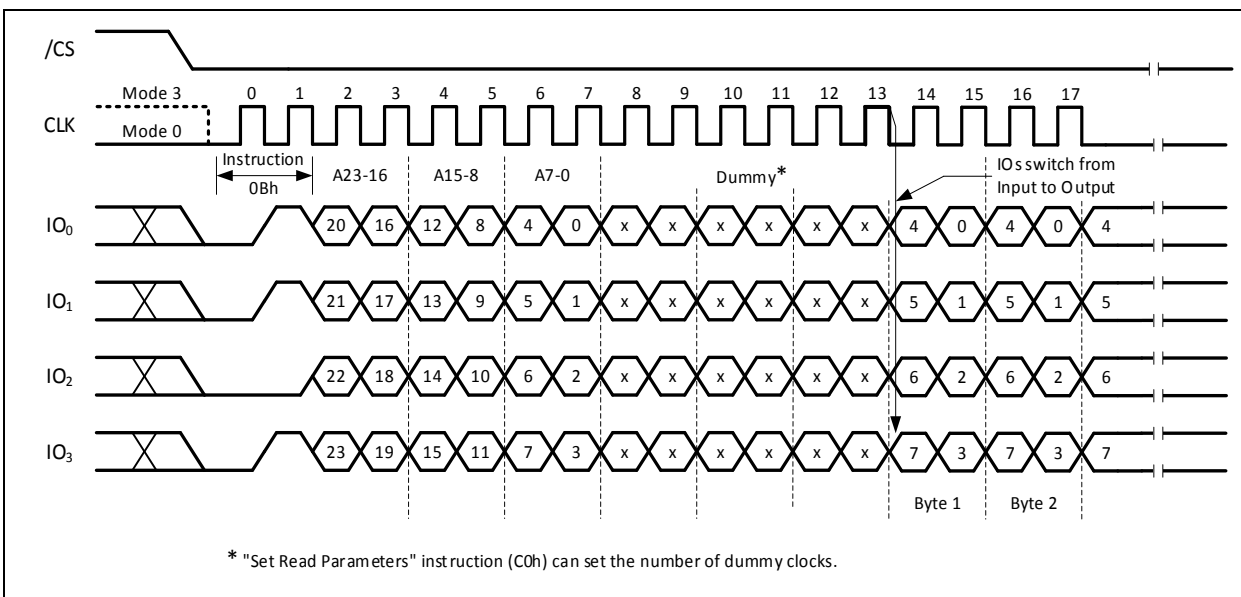 /CS
Mode 3
0 1 2 3 4 5 6 7 8 9 10 11 12 13 14 15 16 17
CLK
Mode 0
Instruction
0Bh
A23-16 A15-8 A7-0 Dummy*
IOs switch from
Input to Output
IO0 20 16 12 8 4 0 x x x x x x 4 0 4 0 4
IO1 21 17 13 9 5 1 x x x x x x 5 1 5 1 5
IO2 22 18 14 10 6 2 x x x x x x 6 2 6 2 6
IO3 23 19 15 11 7 3 x x x x x x 7 3 7 3 7
Byte 1 Byte 2
* "Set Read Parameters" instruction (C0h) can set the number of dummy clocks.